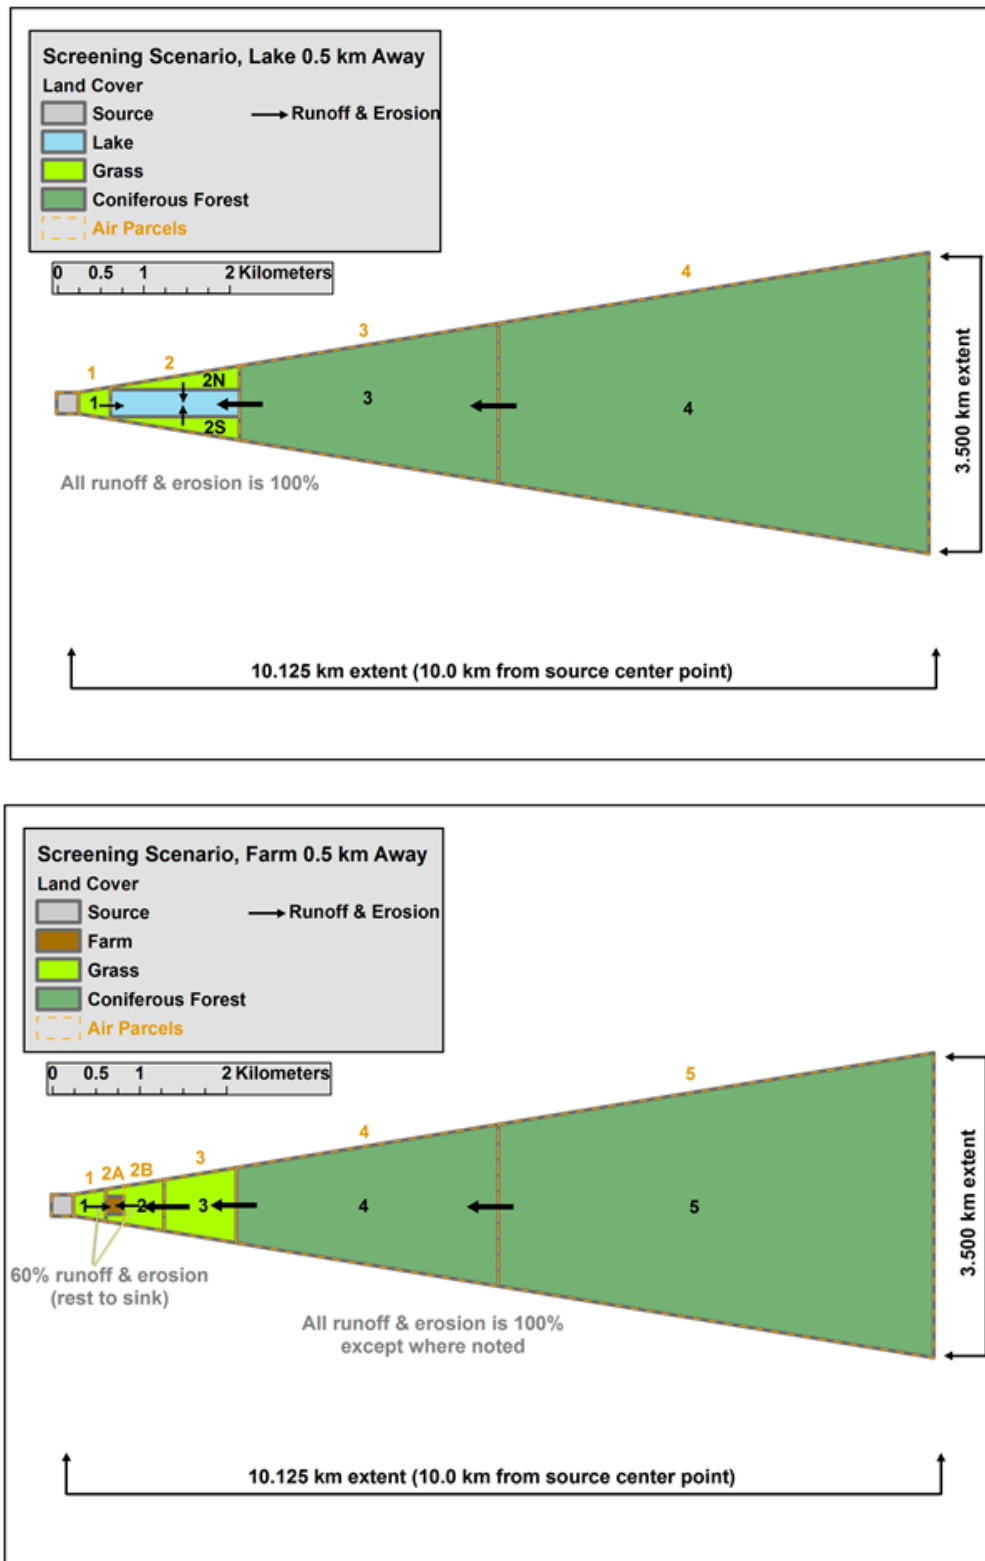 Screening Scenario, Lake 0.5 km Away
Land Cover
Source
Runoff & Erosion
Lake
Grass
Coniferous Forest
Air Parcels
0 0.5 1 2 Kilometers
4
3
2
1
2N
1
2S
3
4
3.500 km extent
All runoff & erosion is 100%
10.125 km extent (10.0 km from source center point)
Screening Scenario, Farm 0.5 km Away
Land Cover
Source
Runoff & Erosion
Farm
Grass
Coniferous Forest
Air Parcels
0 0.5 1 2 Kilometers
5
4
3
1 2A 2B
1 2 3 4 5
3.500 km extent
60% runoff & erosion
(rest to sink)
All runoff & erosion is 100%
except where noted
10.125 km extent (10.0 km from source center point)